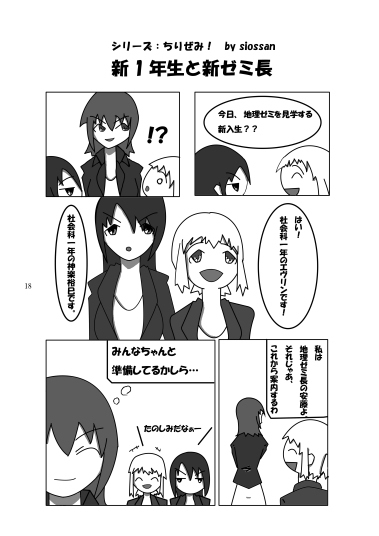 シリーズ：ちりぜみ！　by siossan
新１年生と新ゼミ長
!?
今日、地理ゼミを見学する
新入生？？
はい！
社会科一年のエヴリンです！
社会科一年の神楽裕巳です。
私は
地理ゼミ長の安藤よ
それじゃあ、
これから案内するわ
みんなちゃんと
準備してるかしら…
たのしみだなぁー
18